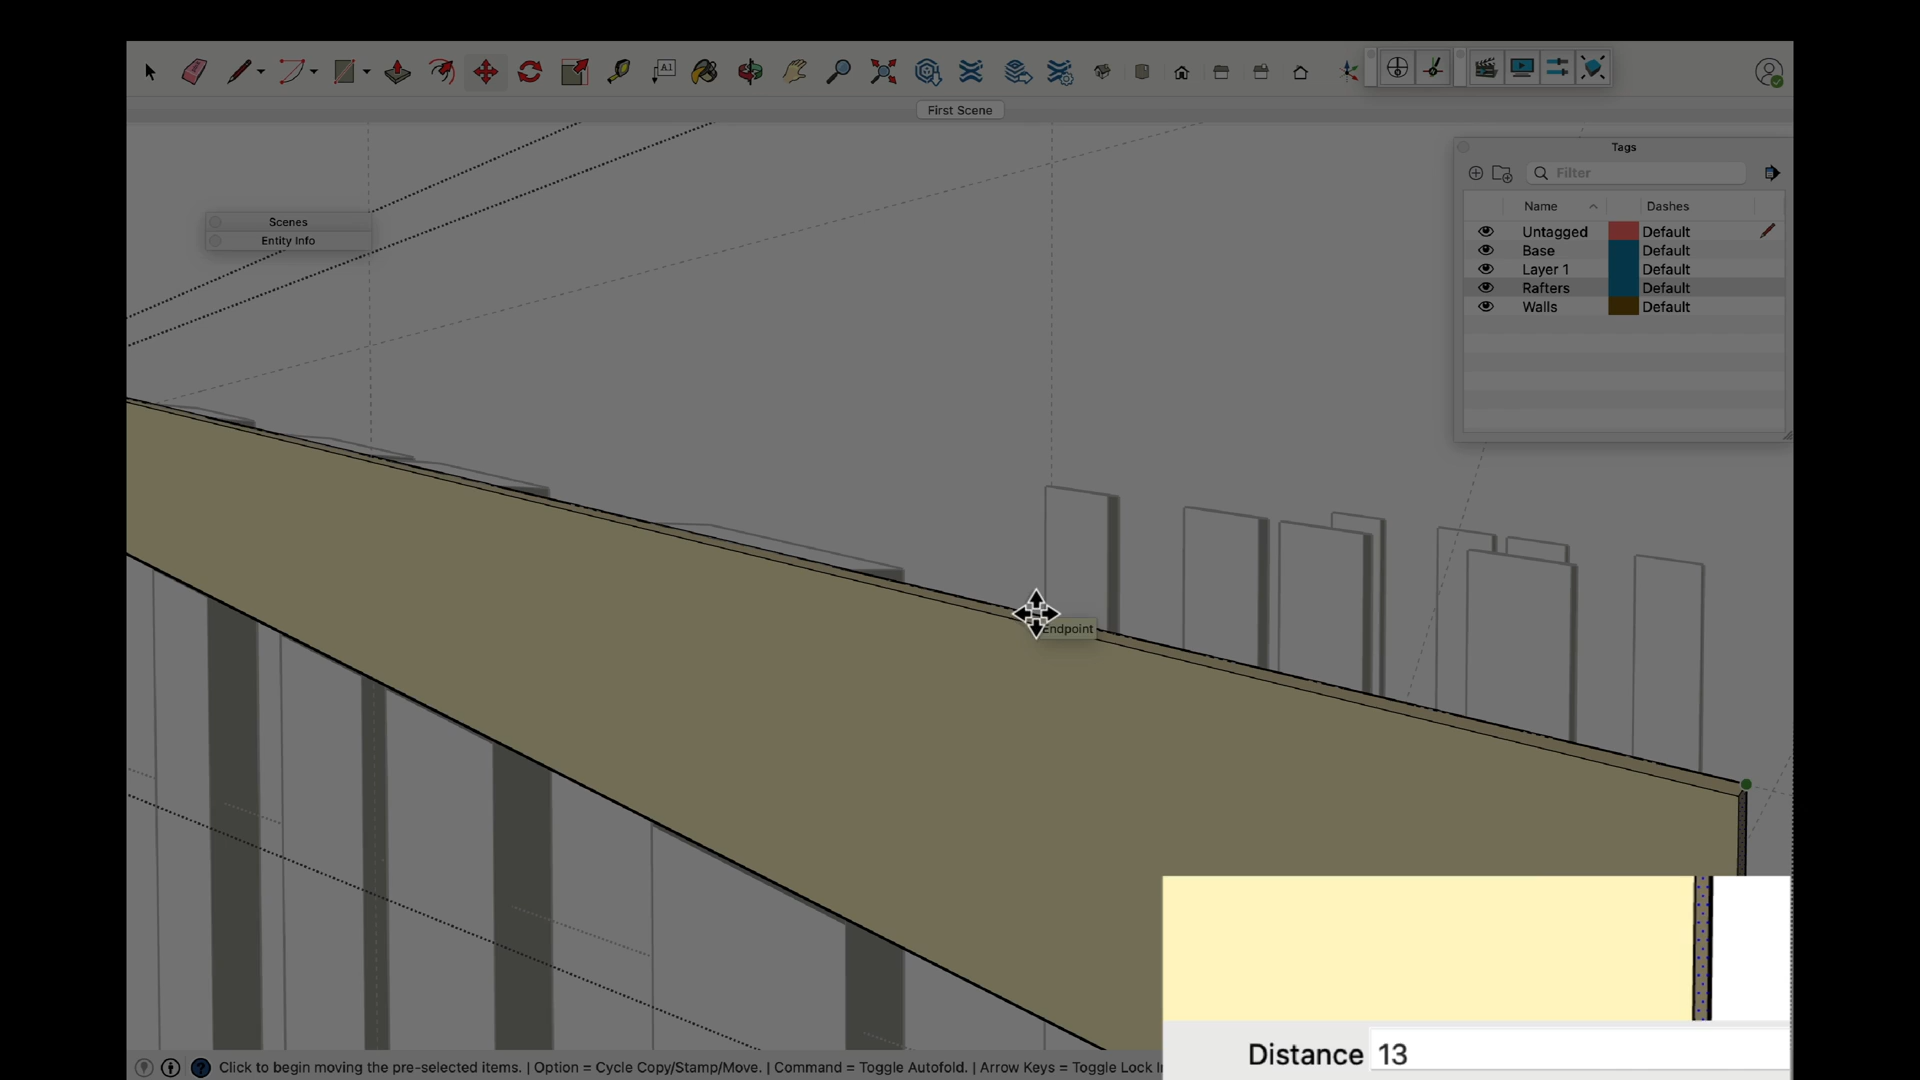 A1
First Scene
Tags
Filter
Name Dashes
Untagged Default
Base Default
Layer 1 Default
Rafters Default
Walls Default
Scenes
Entity Info
Endpoint
Click to begin moving the pre-selected items. | Option = Cycle Copy/Stamp/Move. | Command = Toggle Autofold. | Arrow Keys = Toggle Lock I
Distance 13